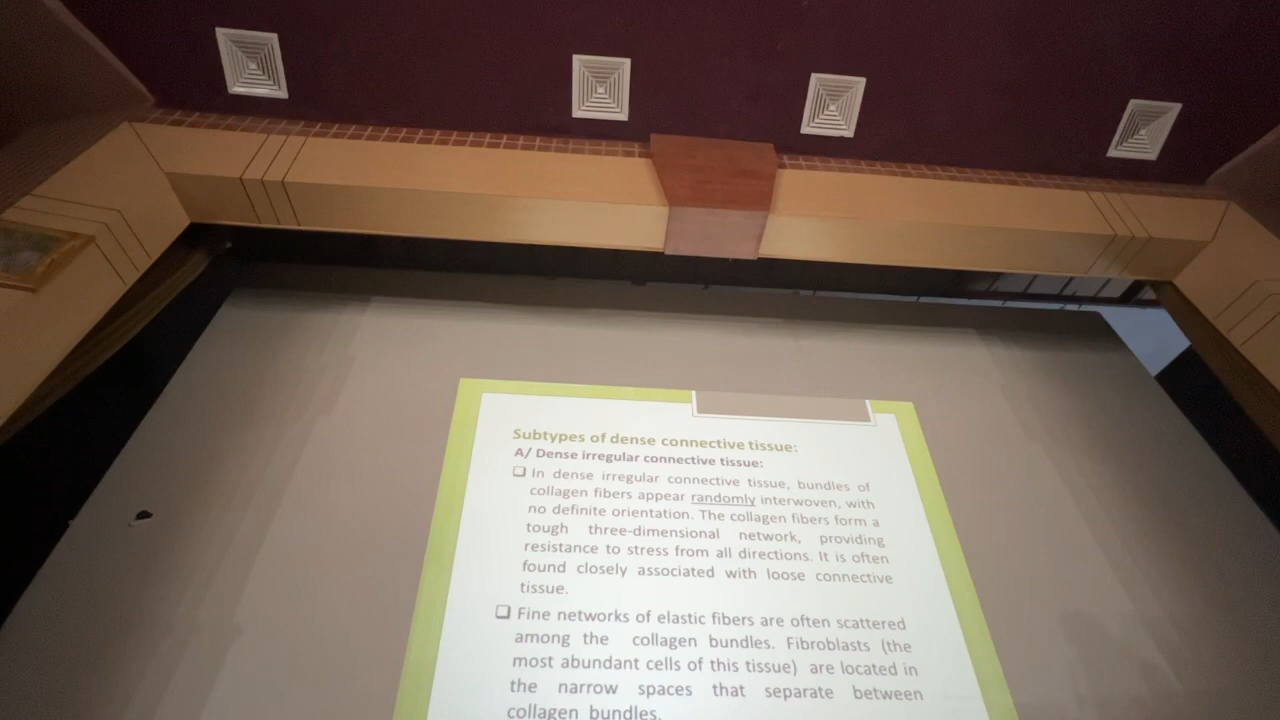 Subtypes of dense connective tissue:
A/ Dense irregular connective tissue:
❑ In dense irregular connective tissue, bundles of
collagen fibers appear randomly interwoven, with
no definite orientation. The collagen fibers form a
tough three-dimensional network, providing
resistance to stress from all directions. It is often
found closely associated with loose connective
tissue.
❑ Fine networks of elastic fibers are often scattered
among the collagen bundles. Fibroblasts (the
most abundant cells of this tissue) are located in
the narrow spaces that separate between
collagen bundles.